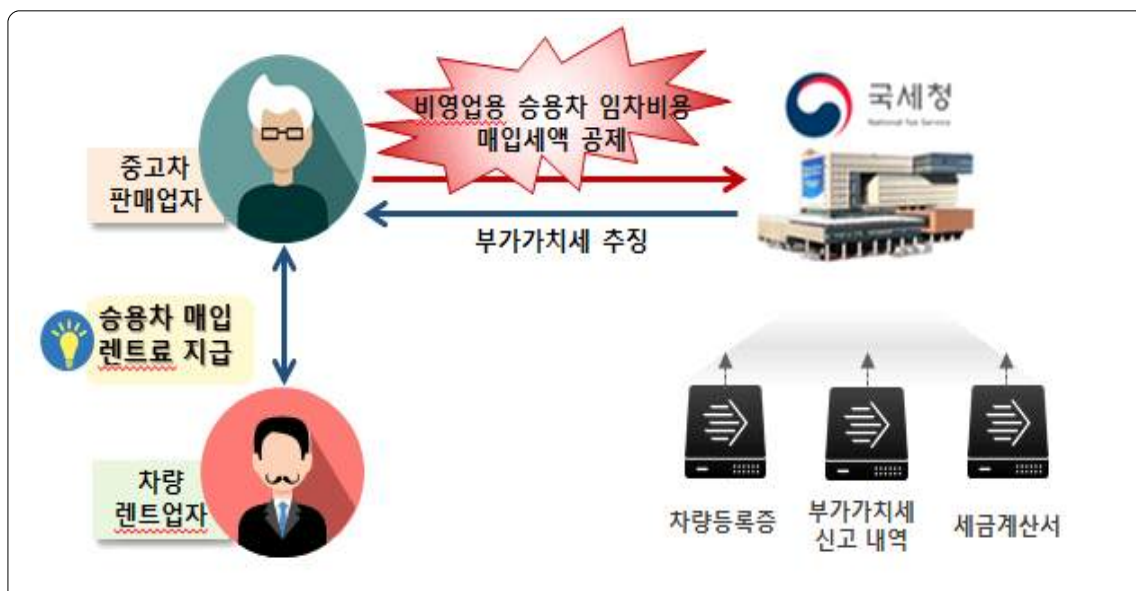 비영업용 승용차 임차비용
매입세액 공제
국세청
National Tax Service
중고차
판매업자
부가가치세 추징
승용차 매입
렌트료 지급
차량
렌트업자
차량등록증
부가가치세
신고 내역
세금계산서